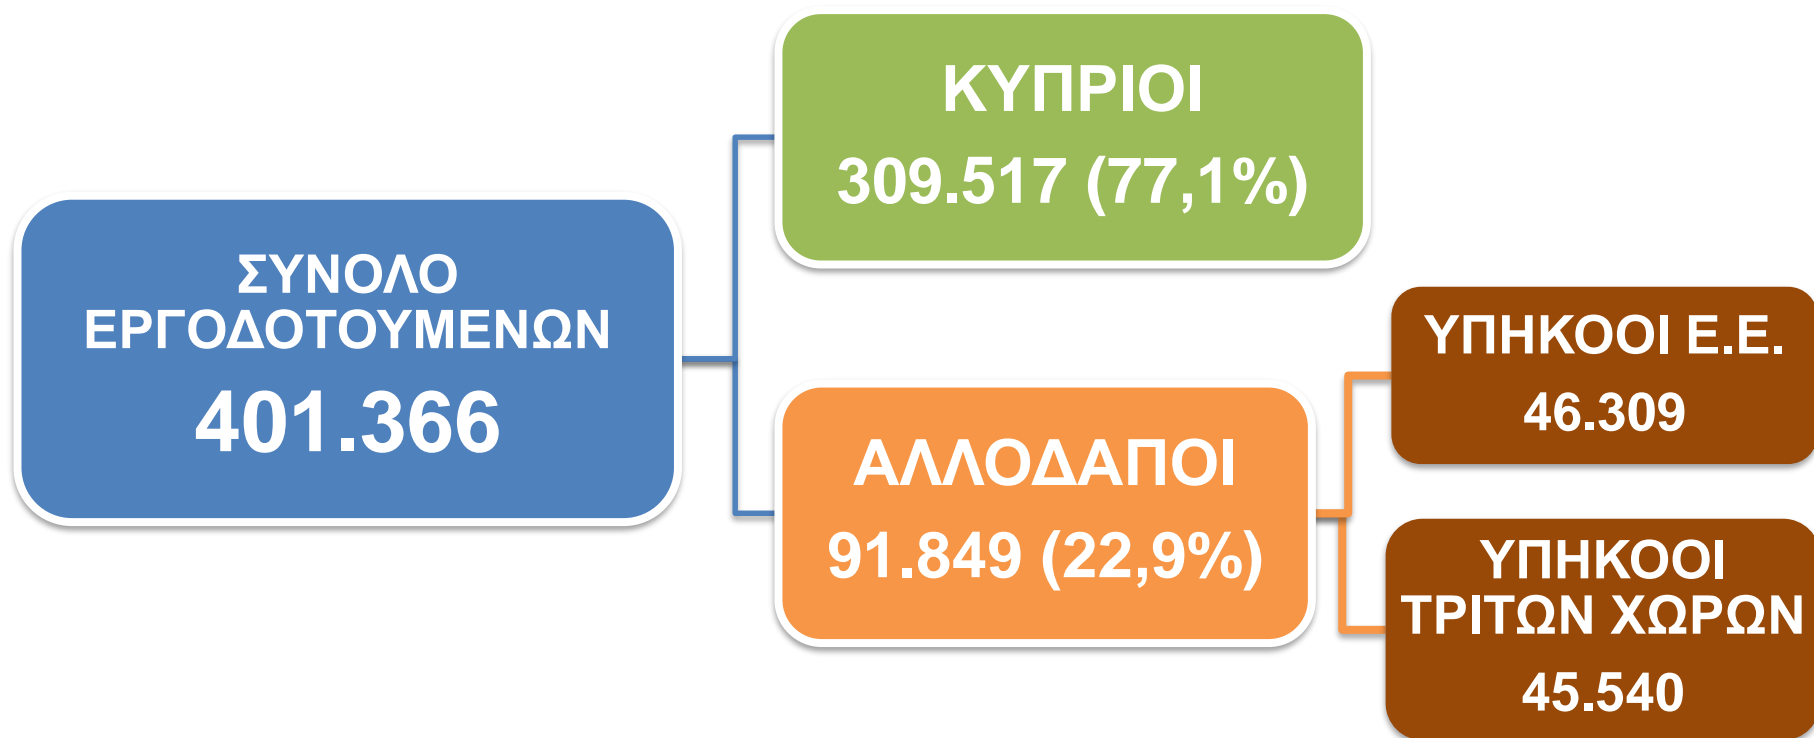 ΣΥΝΟΛΟ
ΕΡΓΟΔΟΤΟΥΜΕΝΩΝ
401.366
ΚΥΠΡΙΟΙ
309.517 (77,1%)
ΑΛΛΟΔΑΠΟΙ
91.849 (22,9%)
ΥΠΗΚΟΟΙ Ε.Ε.
46.309
ΥΠΗΚΟΟΙ
ΤΡΙΤΩΝ ΧΩΡΩΝ
45.540